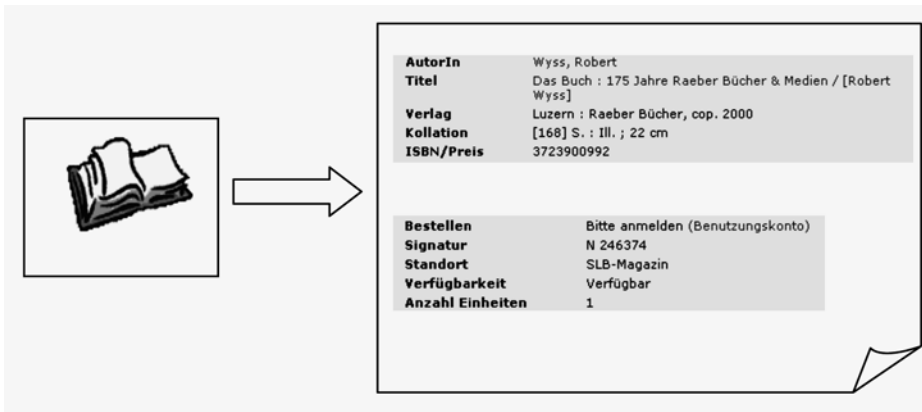 AutorIn Wyss, Robert
Titel Das Buch : 175 Jahre Raeber Bücher & Medien / [Robert
Wyss]
Verlag Luzern : Raeber Bücher, cop. 2000
Kollation [168] S. : Ill. ; 22 cm
ISBN/Preis 3723900992
Bestellen Bitte anmelden (Benutzungskonto)
Signatur N 246374
Standort SLB-Magazin
Verfügbarkeit Verfügbar
Anzahl Einheiten 1